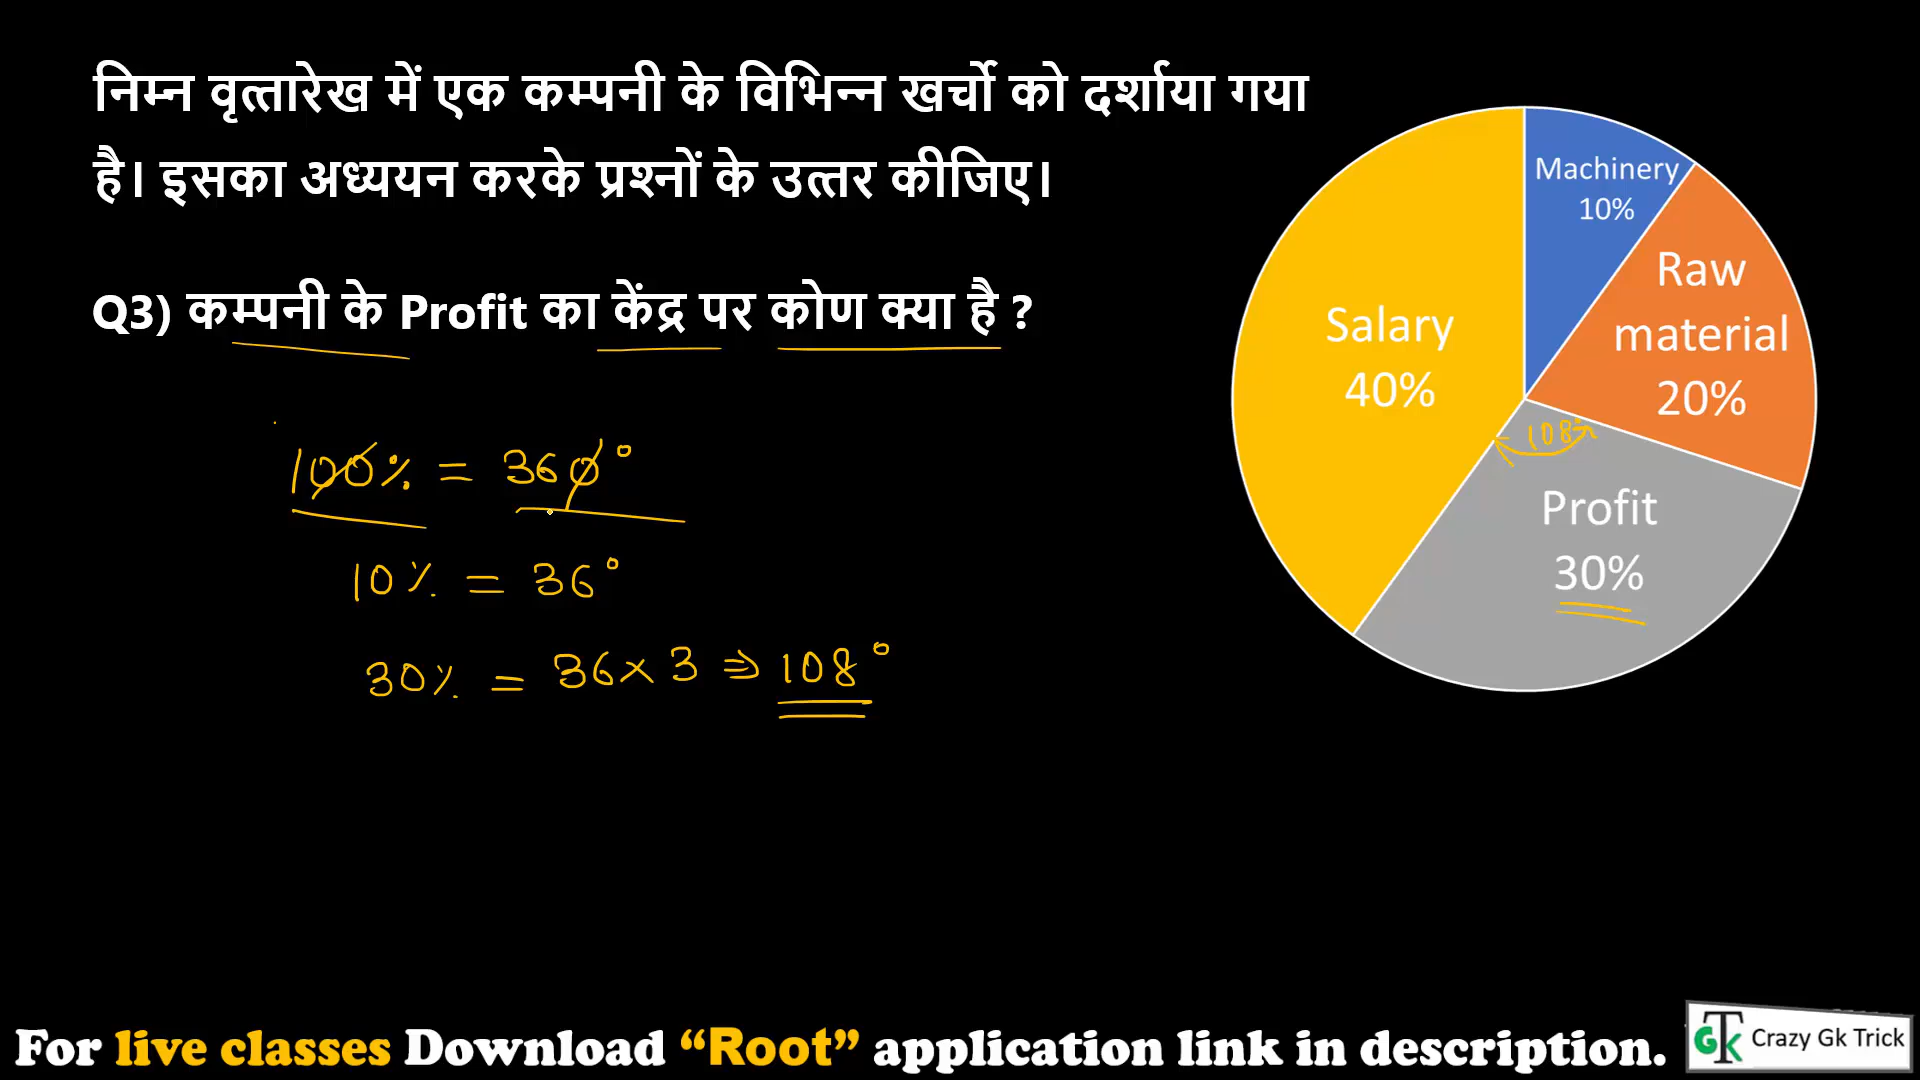 निम्न वृत्तारेख में एक कम्पनी के विभिन्न खर्चो को दर्शाया गया
है। इसका अध्ययन करके प्रश्नों के उत्तर कीजिए।
Q3) कम्पनी के Profit का केंद्र पर कोण क्या है ?
100% = 360°
10% = 36°
30% = 36 × 3 ⇒ 108°
Machinery
10%
Raw
material
20%
Salary
40%
108°
Profit
30%
For live classes Download “Root” application link in description.
GTK Crazy Gk Trick